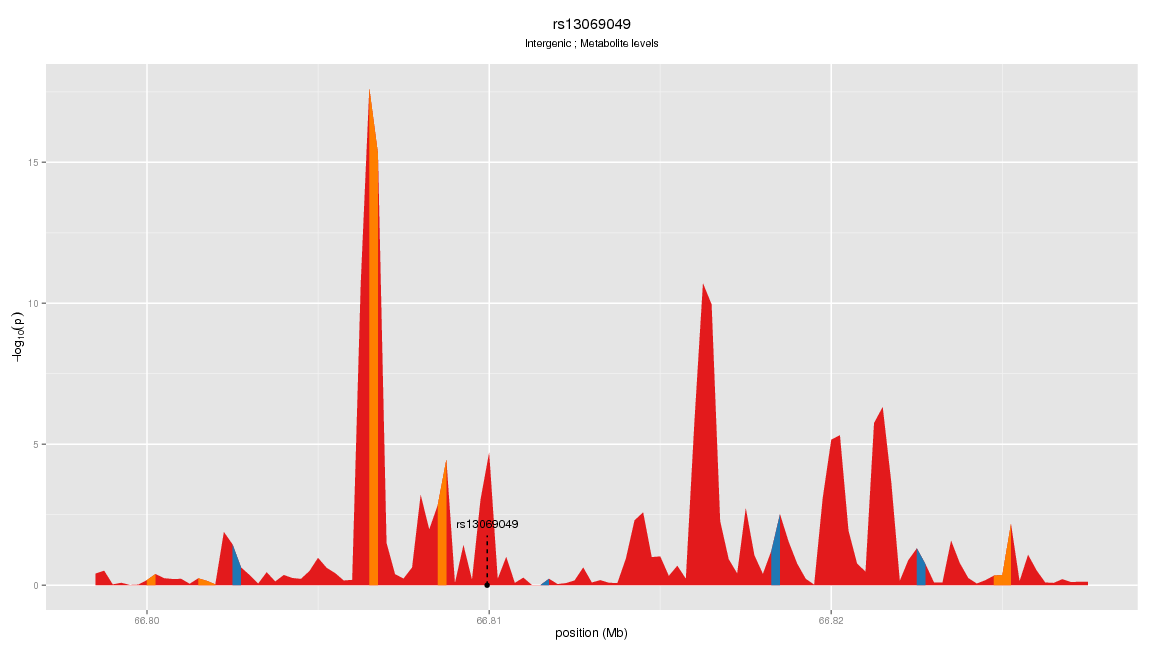 rs13069049
Intergenic ; Metabolite levels
−log10(p)
15
10
5
0
rs13069049
66.80
66.81
66.82
position (Mb)